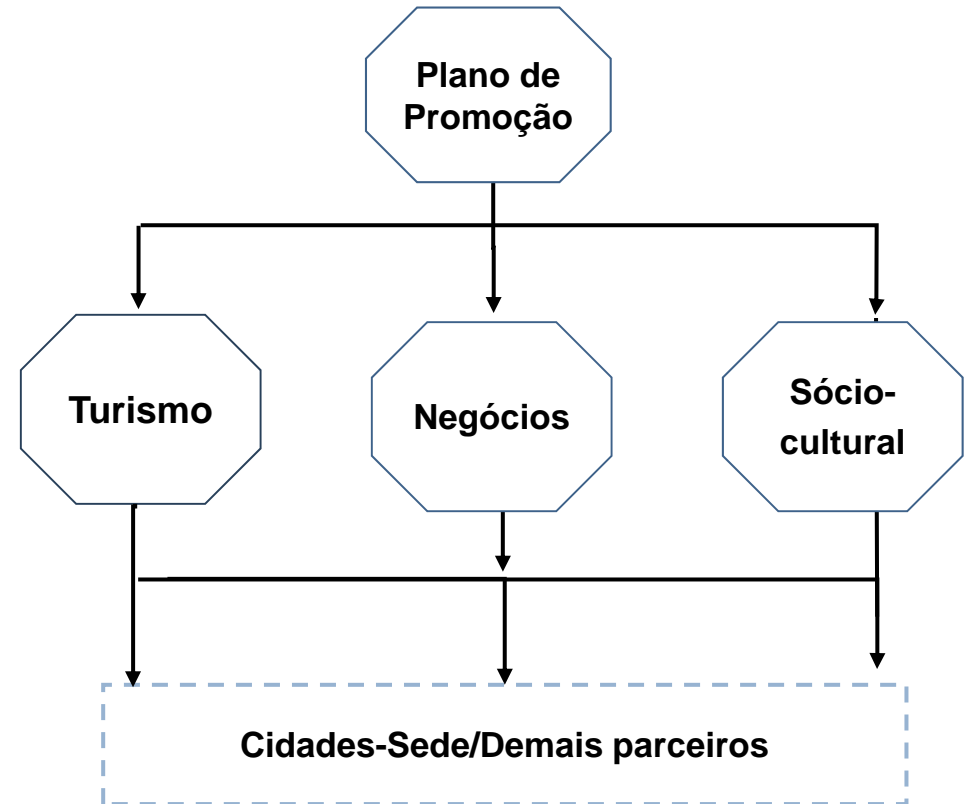 Plano de
Promoção
Turismo
Negócios
Sócio-
cultural
Cidades-Sede/Demais parceiros